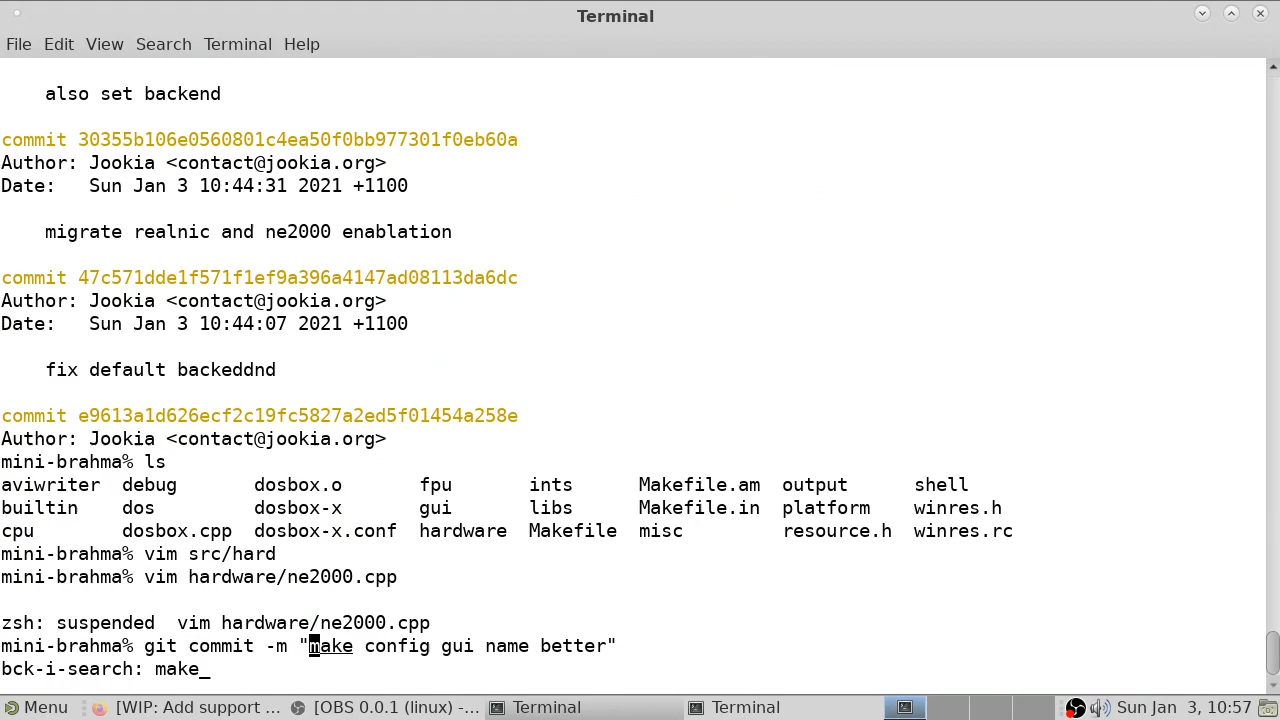 Terminal
File Edit View Search Terminal Help
also set backend
commit 30355b106e0560801c4ea50f0bb977301f0eb60a
Author: Jookia <contact@jookia.org>
Date:   Sun Jan 3 10:44:31 2021 +1100
migrate realnic and ne2000 enablation
commit 47c571dde1f571f1ef9a396a4147ad08113da6dc
Author: Jookia <contact@jookia.org>
Date:   Sun Jan 3 10:44:07 2021 +1100
fix default backeddnd
commit e9613a1d626ecf2c19fc5827a2ed5f01454a258e
Author: Jookia <contact@jookia.org>
mini-brahma% ls
aviwriter  debug       dosbox.o       fpu       ints      Makefile.am  output      shell
builtin    dos         dosbox-x       gui       libs      Makefile.in  platform    winres.h
cpu        dosbox.cpp  dosbox-x.conf  hardware  Makefile  misc         resource.h  winres.rc
mini-brahma% vim src/hard
mini-brahma% vim hardware/ne2000.cpp
zsh: suspended  vim hardware/ne2000.cpp
mini-brahma% git commit -m "make config gui name better"
bck-i-search: make_
Menu [WIP: Add support ... [OBS 0.0.1 (linux) -... Terminal Terminal Sun Jan  3, 10:57